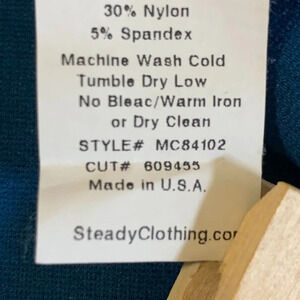 30% Nylon
5% Spandex
Machine Wash Cold
Tumble Dry Low
No Bleac/Warm Iron
or Dry Clean
STYLE# MC84102
CUT# 609455
Made in U.S.A.
SteadyClothing.com